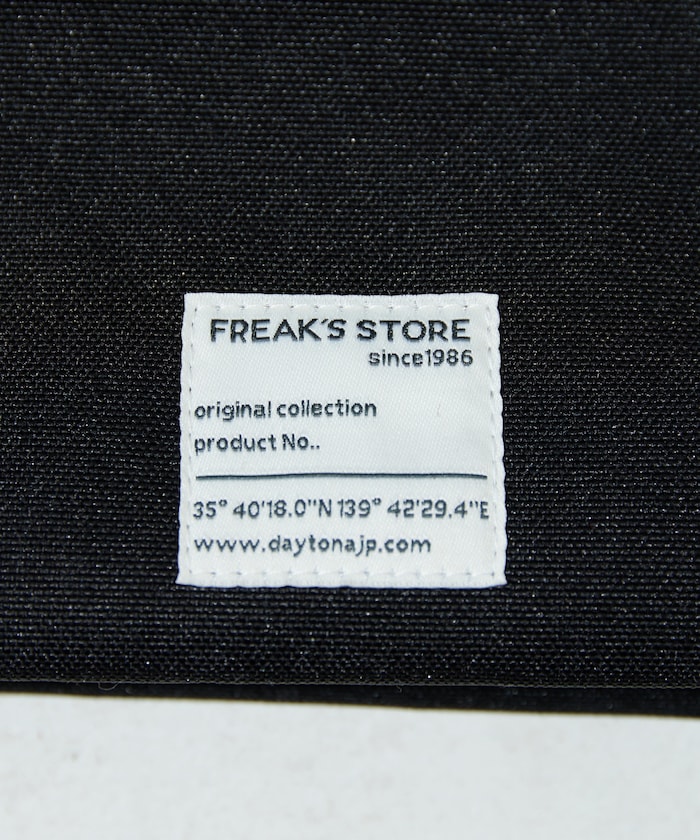 FREAK'S STORE
since1986
original collection
product No..
35° 40'18.0"N 139° 42'29.4"E
www.daytonajp.com